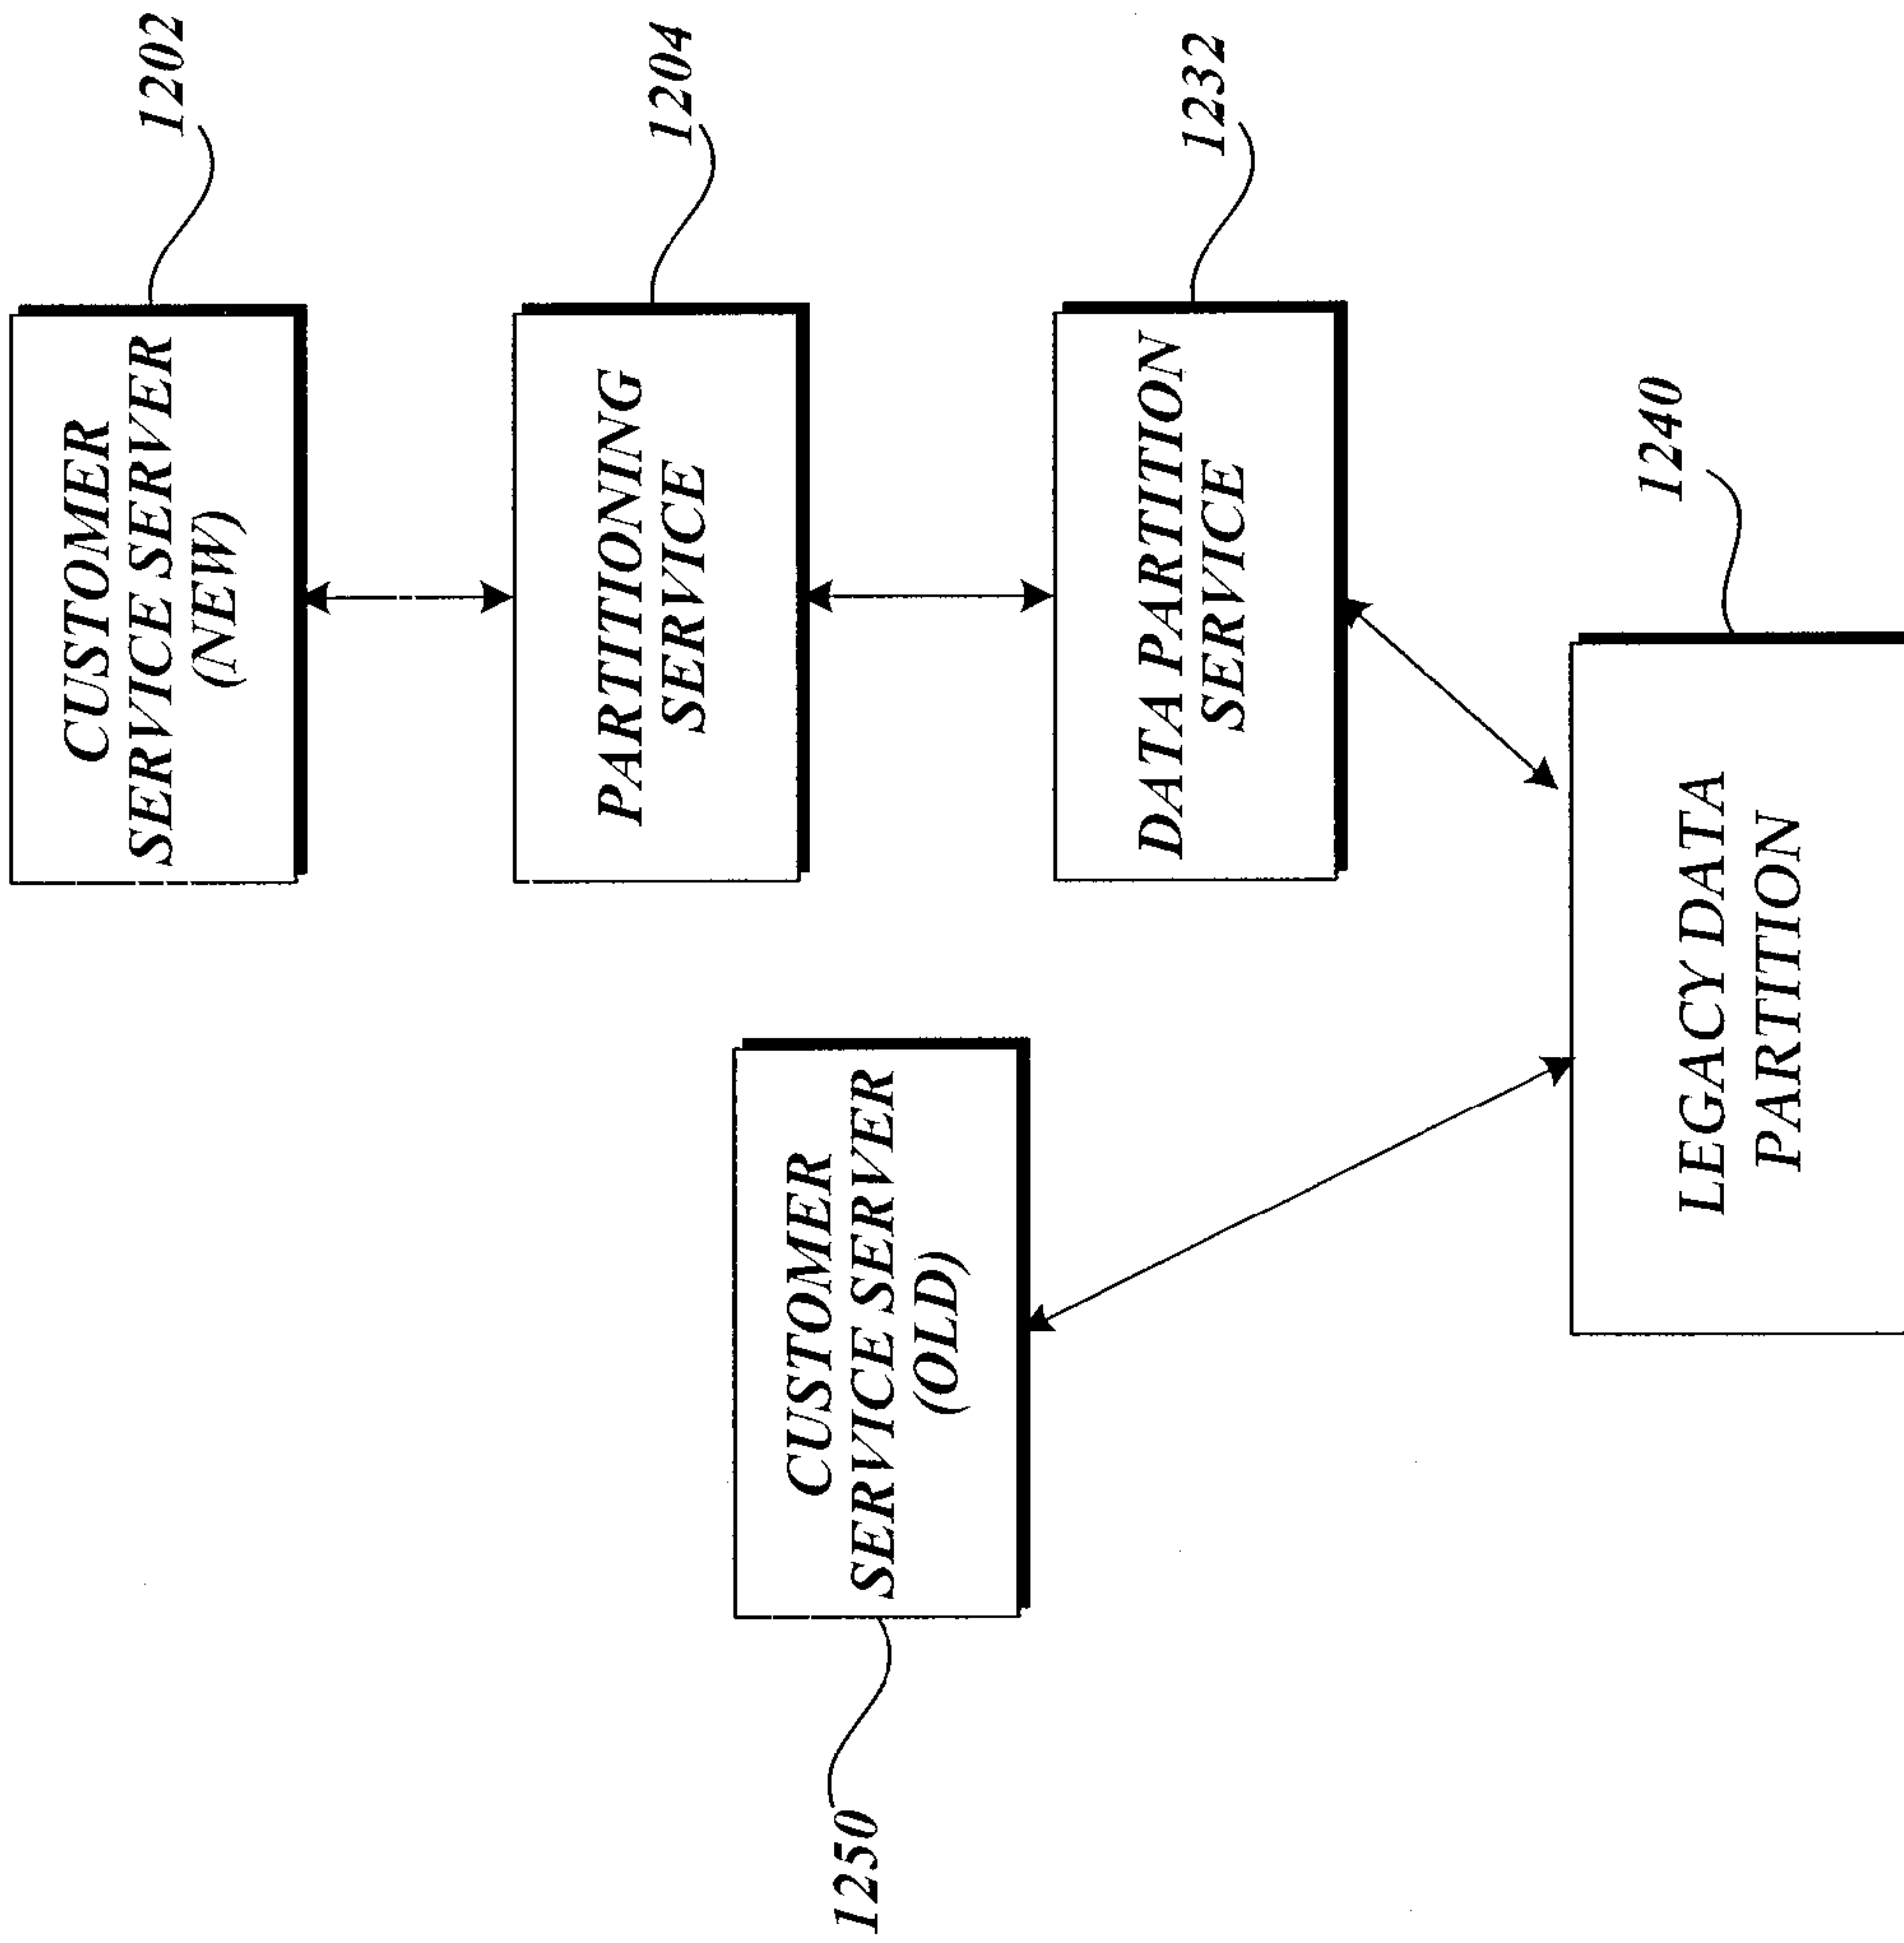 1202
CUSTOMER
SERVICE SERVER
(NEW)
1204
PARTITIONING
SERVICE
1232
DATA PARTITION
SERVICE
1250
CUSTOMER
SERVICE SERVER
(OLD)
1240
LEGACY DATA
PARTITION